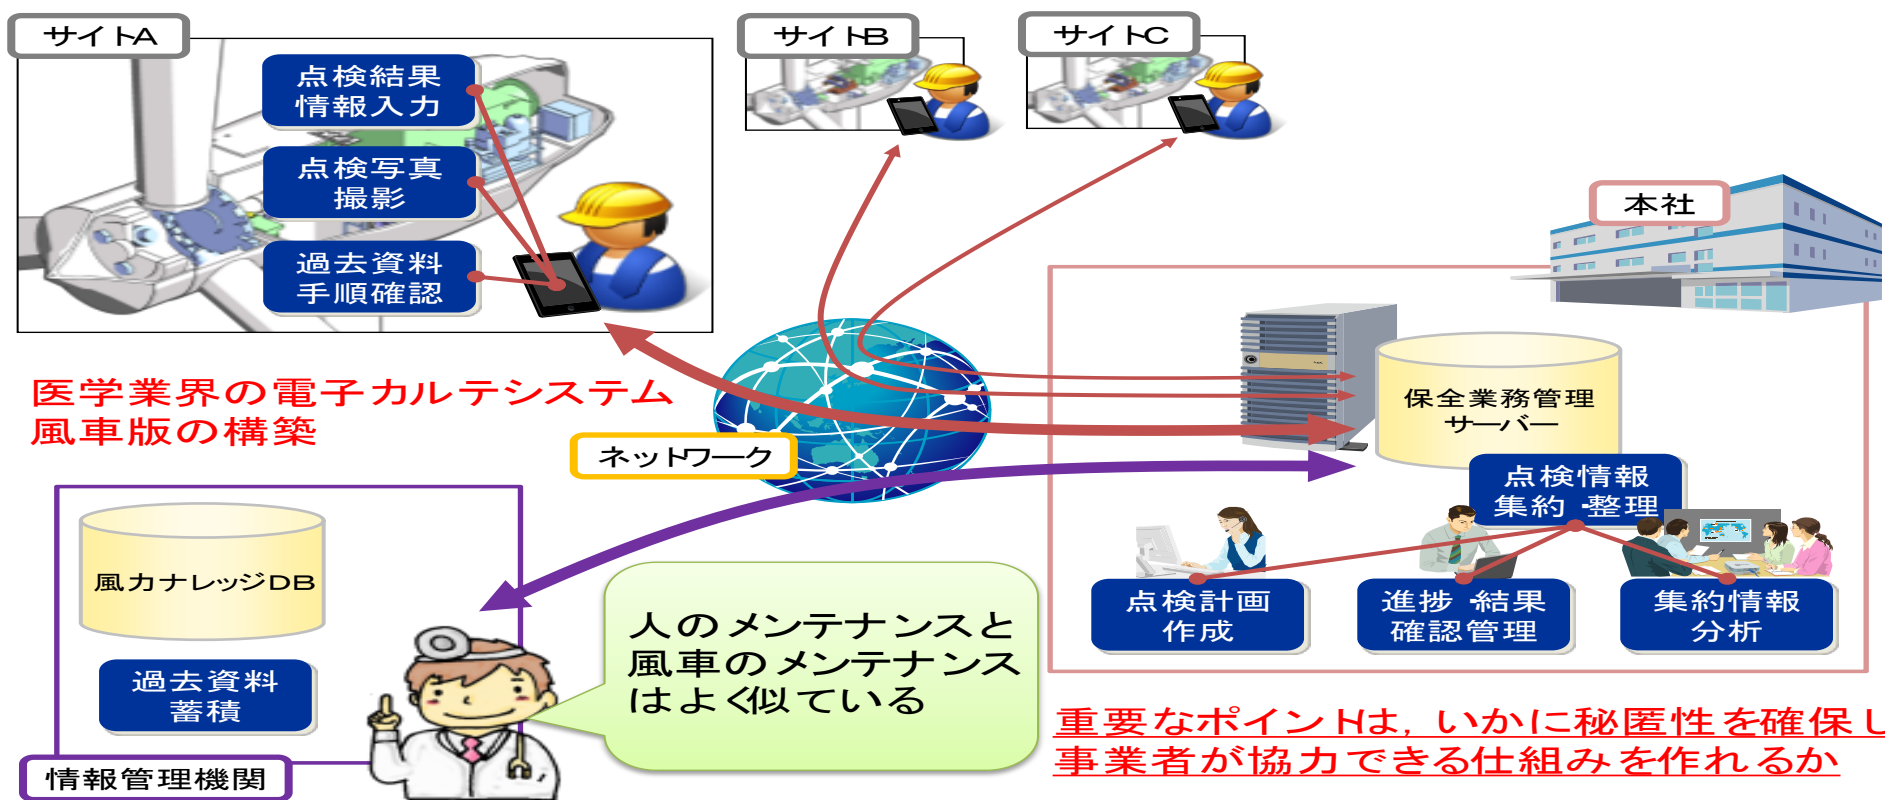 サイトA
点検結果
情報入力
点検写真
撮影
過去資料
手順確認
サイトB
サイトC
本社
保全業務管理
サーバー
点検情報
集約・整理
点検計画
作成
進捗・結果
確認管理
集約情報
分析
医学業界の電子カルテシステム
風車版の構築
ネットワーク
風力ナレッジDB
過去資料
蓄積
情報管理機関
人のメンテナンスと
風車のメンテナンス
はよく似ている
重要なポイントは，いかに秘匿性を確保し
事業者が協力できる仕組みを作れるか